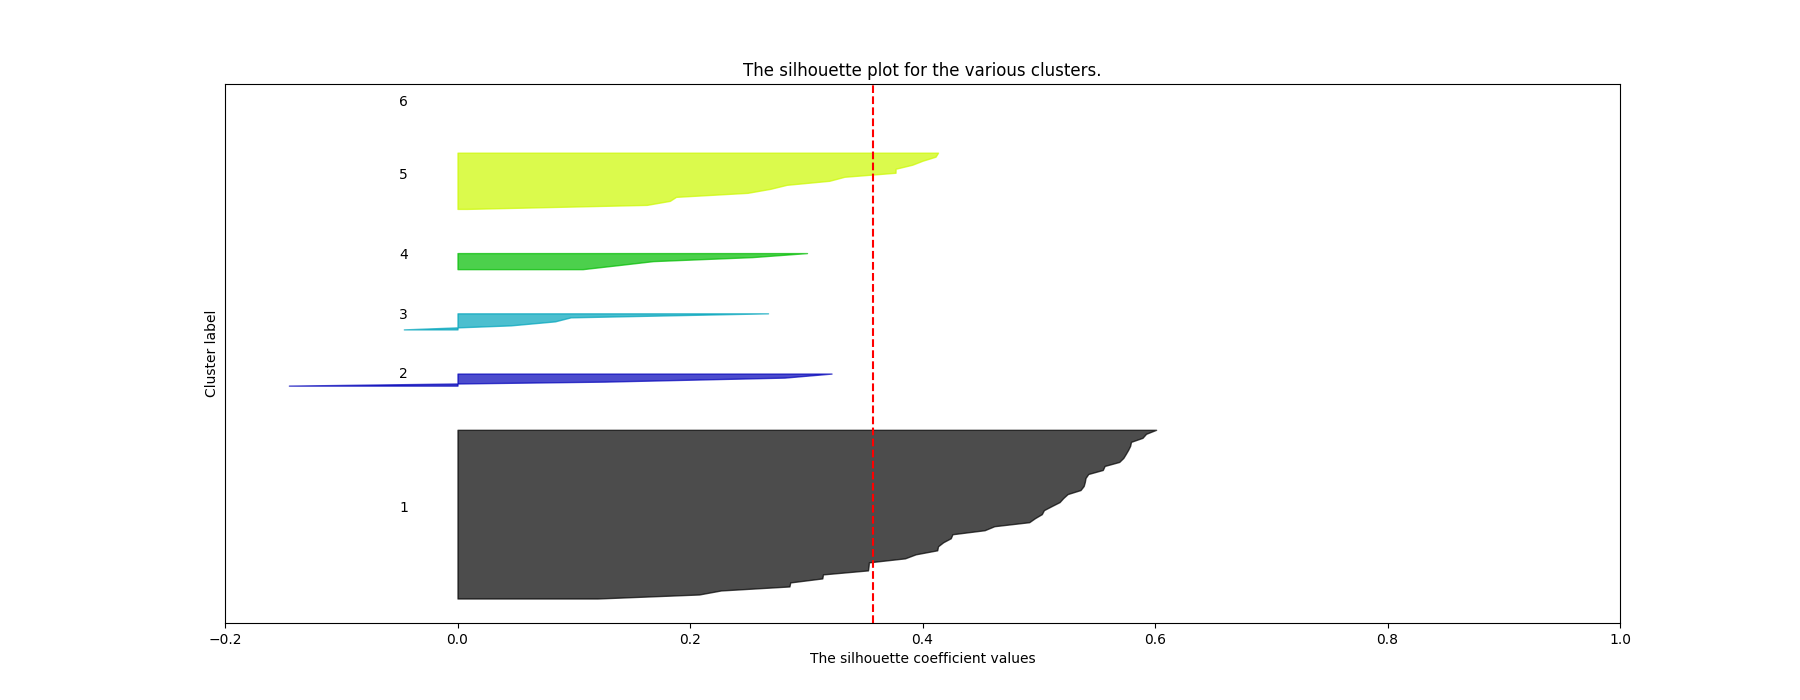 The silhouette plot for the various clusters.
6
5
4
3
2
1
Cluster label
−0.2 0.0 0.2 0.4 0.6 0.8 1.0
The silhouette coefficient values